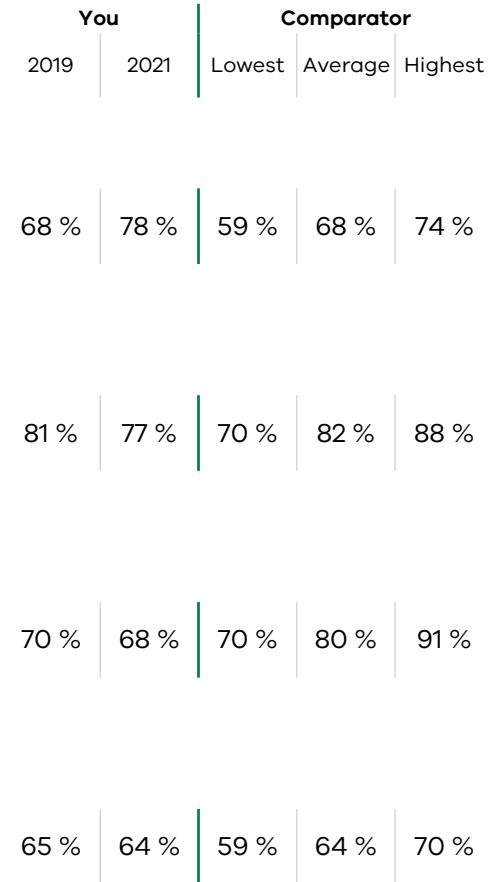 You Comparator
2019 2021 Lowest Average Highest
68 % 78 % 59 % 68 % 74 %
81 % 77 % 70 % 82 % 88 %
70 % 68 % 70 % 80 % 91 %
65 % 64 % 59 % 64 % 70 %